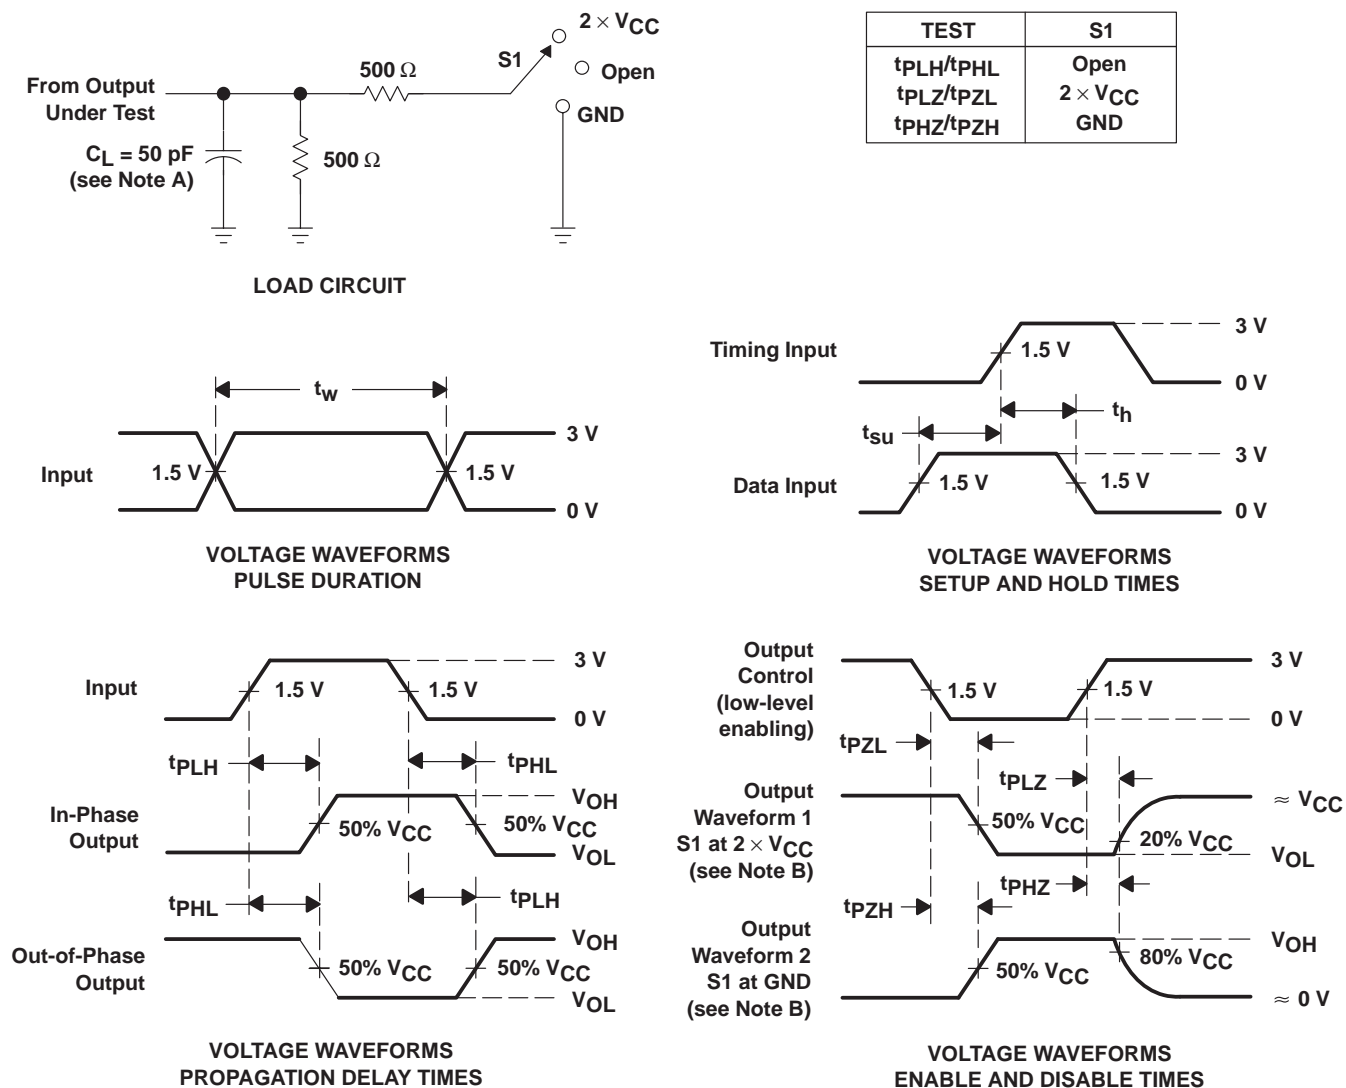 2 × VCC
S1
Open
GND
500 Ω
From Output
Under Test
CL = 50 pF
(see Note A)
500 Ω
LOAD CIRCUIT
TEST S1
tPLH/tPHL Open
tPLZ/tPZL 2 × VCC
tPHZ/tPZH GND
tw
3 V
Input
1.5 V
1.5 V
0 V
VOLTAGE WAVEFORMS
PULSE DURATION
3 V
Timing Input
1.5 V
0 V
th
tsu
3 V
Data Input
1.5 V
1.5 V
0 V
VOLTAGE WAVEFORMS
SETUP AND HOLD TIMES
3 V
Input
1.5 V
1.5 V
0 V
tPLH
tPHL
In-Phase
Output
VOH
50% VCC
50% VCC
VOL
tPHL
tPLH
Out-of-Phase
Output
VOH
50% VCC
50% VCC
VOL
VOLTAGE WAVEFORMS
PROPAGATION DELAY TIMES
Output
Control
(low-level
enabling)
3 V
1.5 V
1.5 V
0 V
tPZL
tPLZ
Output
Waveform 1
S1 at 2 × VCC
(see Note B)
≈ VCC
50% VCC
20% VCC
VOL
tPHZ
tPZH
Output
Waveform 2
S1 at GND
(see Note B)
VOH
50% VCC
80% VCC
≈ 0 V
VOLTAGE WAVEFORMS
ENABLE AND DISABLE TIMES